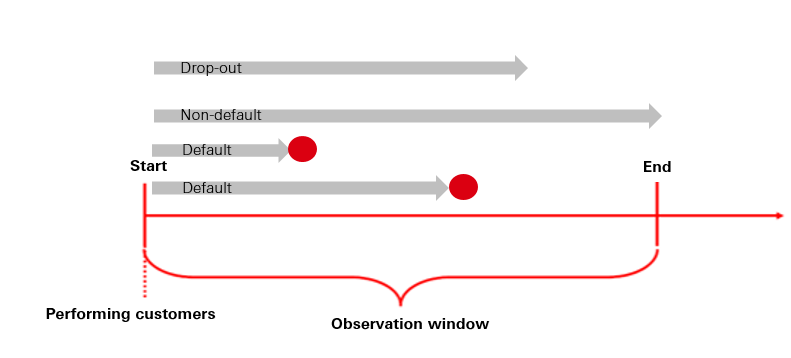 Drop-out
Non-default
Default
Start
End
Default
Performing customers
Observation window